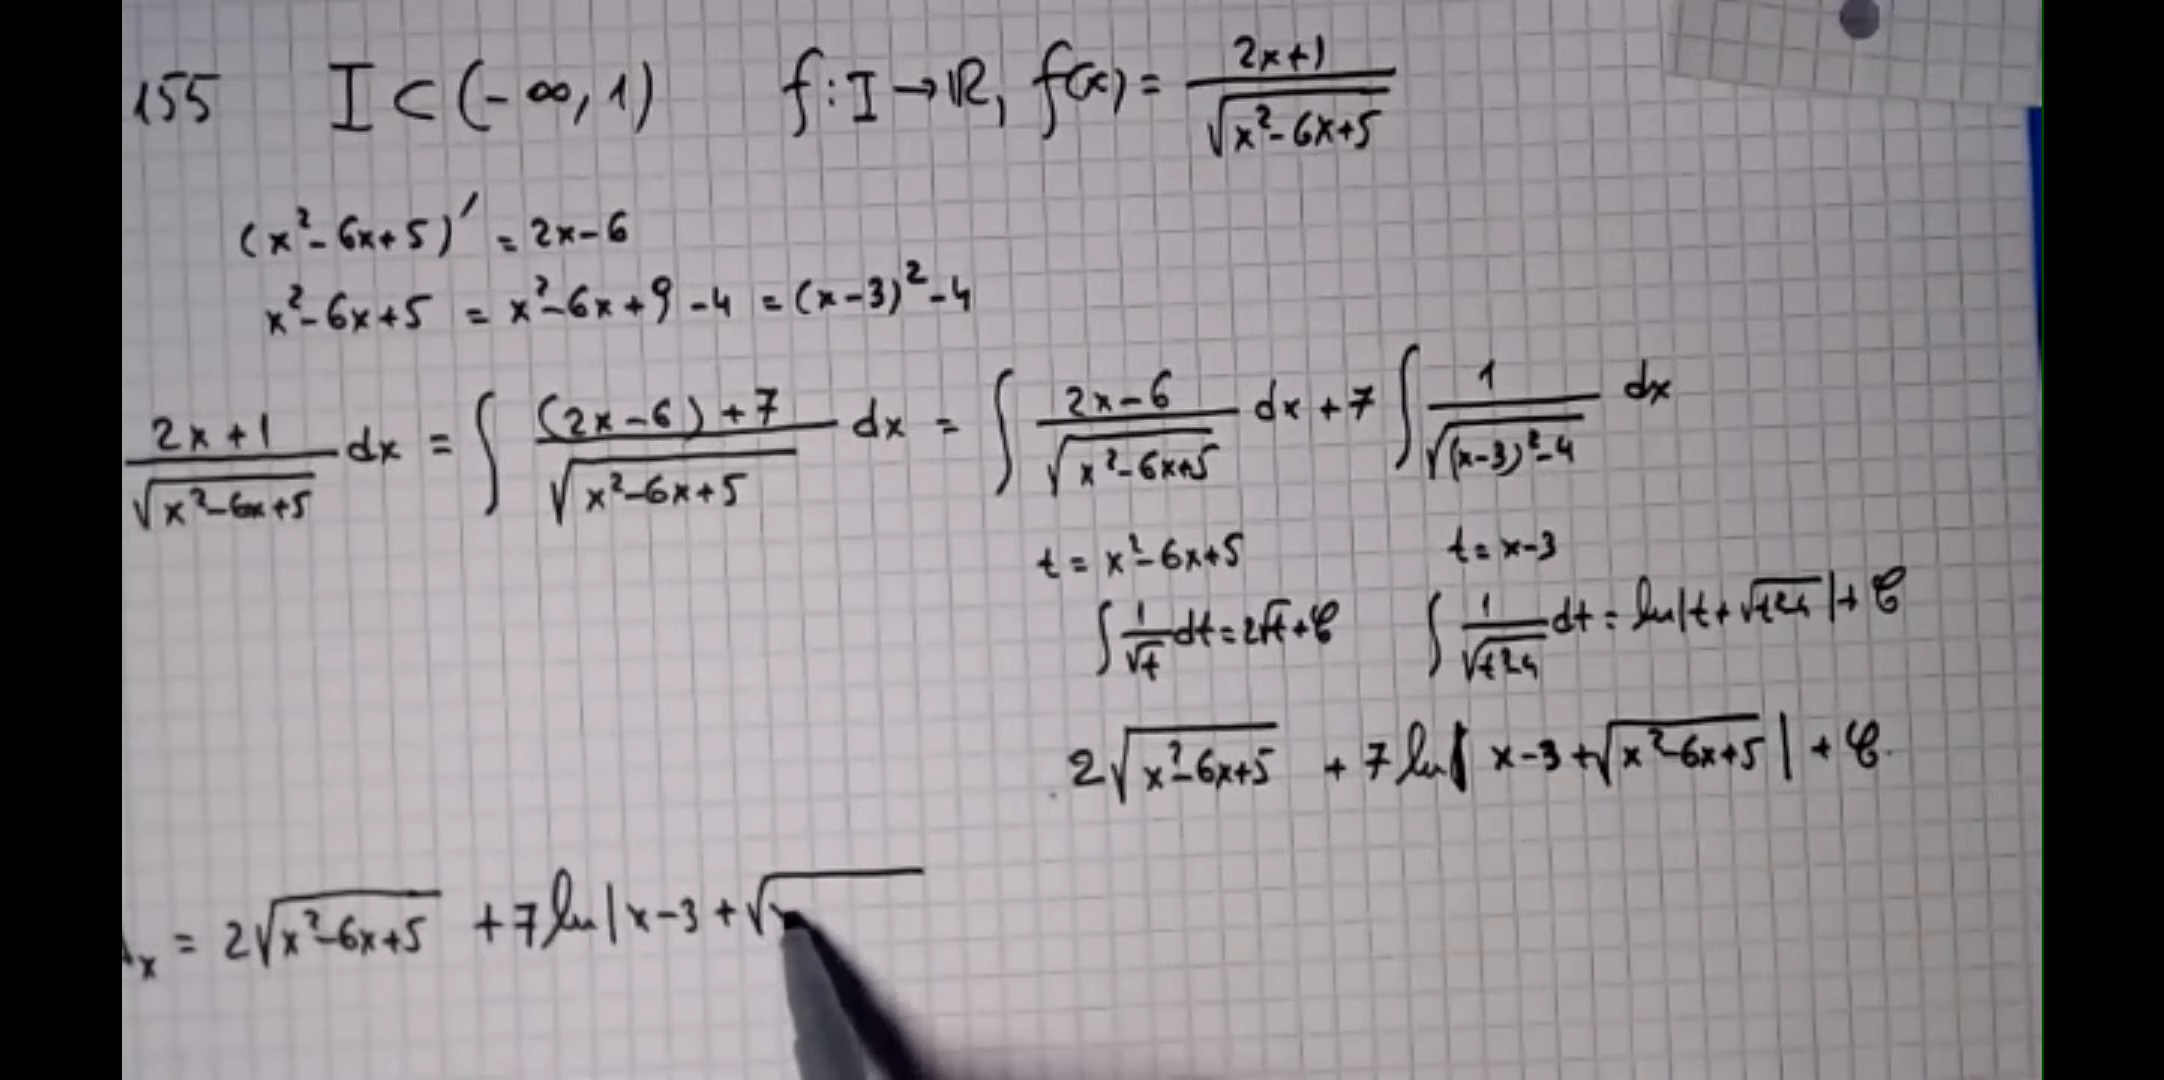 155 I ⊂ (-∞, 1) f : I → ℝ, f(x) = (2x+1)/√(x²-6x+5)
(x²-6x+5)' = 2x-6
x²-6x+5 = x²-6x+9-4 = (x-3)²-4
(2x+1)/√(x²-6x+5) dx = ∫ ((2x-6)+7)/√(x²-6x+5) dx = ∫ (2x-6)/√(x²-6x+5) dx + 7 ∫ 1/√((x-3)²-4) dx
t = x²-6x+5 t = x-3
∫ 1/√t dt = 2√t + C ∫ 1/√(t²-4) dt = ln|t+√(t²-4)| + C
2√(x²-6x+5) + 7 ln|x-3+√(x²-6x+5)| + C.
x = 2√(x²-6x+5) + 7 ln|x-3+√